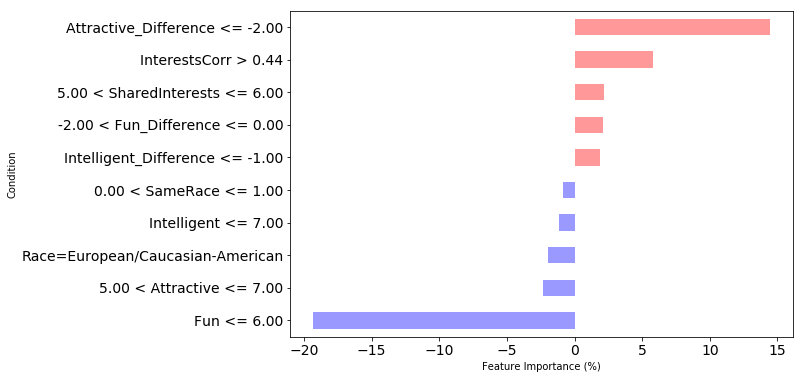 Attractive_Difference <= -2.00
InterestsCorr > 0.44
5.00 < SharedInterests <= 6.00
-2.00 < Fun_Difference <= 0.00
Intelligent_Difference <= -1.00
0.00 < SameRace <= 1.00
Intelligent <= 7.00
Race=European/Caucasian-American
5.00 < Attractive <= 7.00
Fun <= 6.00
Condition
−20 −15 −10 −5 0 5 10 15
Feature Importance (%)